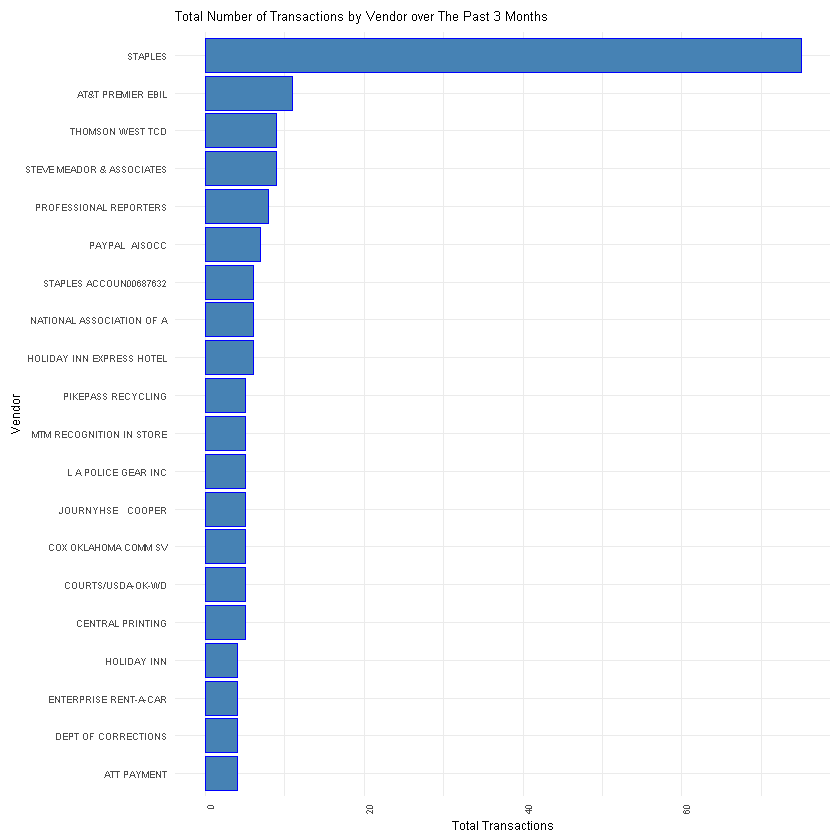 Total Number of Transactions by Vendor over The Past 3 Months
STAPLES
AT&T PREMIER EBIL
THOMSON WEST TCD
STEVE MEADOR & ASSOCIATES
PROFESSIONAL REPORTERS
PAYPAL  AISOCC
STAPLES ACCOUN00687632
NATIONAL ASSOCIATION OF A
HOLIDAY INN EXPRESS HOTEL
PIKEPASS RECYCLING
MTM RECOGNITION IN STORE
L A POLICE GEAR INC
JOURNYHSE   COOPER
COX OKLAHOMA COMM SV
COURTS/USDA-OK-WD
CENTRAL PRINTING
HOLIDAY INN
ENTERPRISE RENT-A-CAR
DEPT OF CORRECTIONS
ATT PAYMENT
Vendor
0 20 40 60
Total Transactions